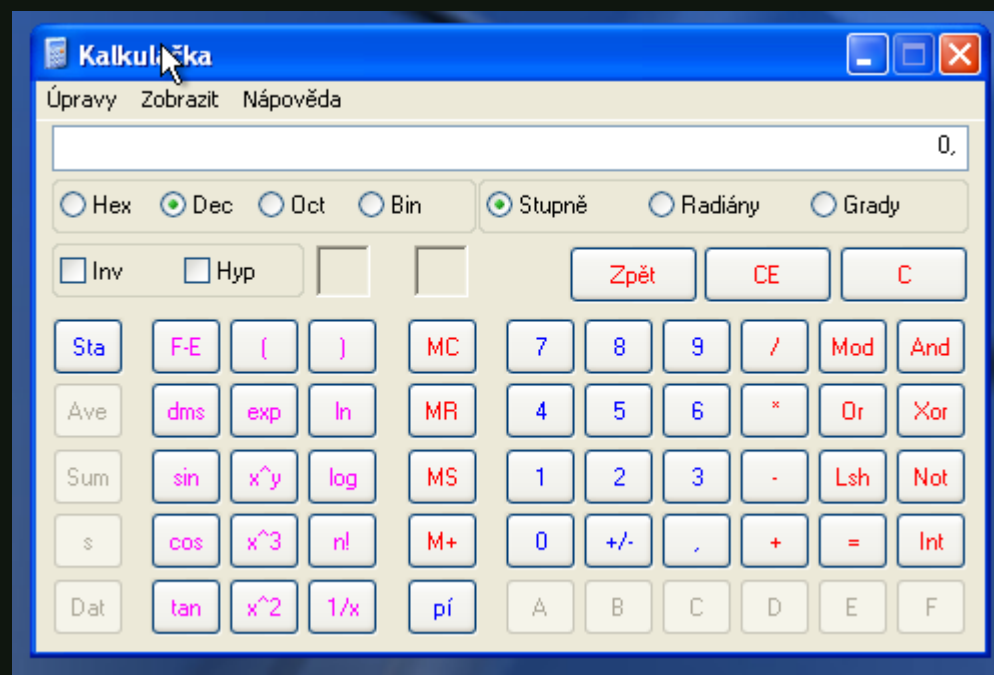 Kalkulačka
Úpravy Zobrazit Nápověda
0,
Hex Dec Oct Bin Stupně Radiány Grady
Inv Hyp Zpět CE C
Sta F-E ( ) MC 7 8 9 / Mod And
Ave dms exp ln MR 4 5 6 * Or Xor
Sum sin x^y log MS 1 2 3 - Lsh Not
s cos x^3 n! M+ 0 +/- , + = Int
Dat tan x^2 1/x pí A B C D E F